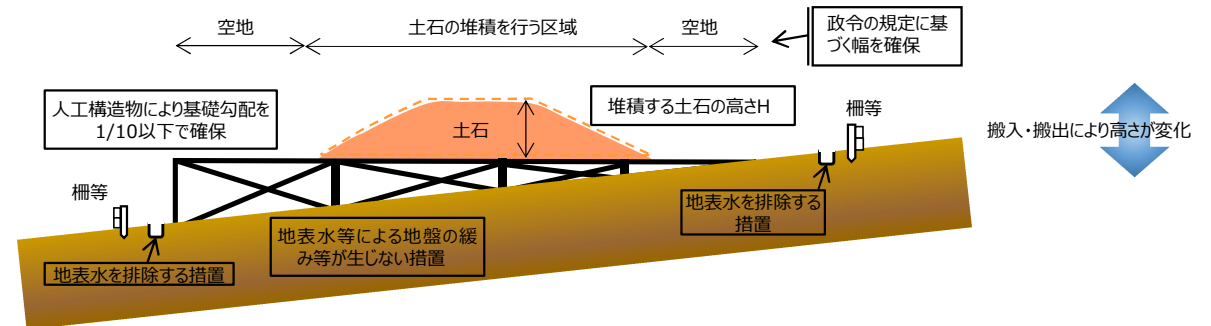 空地
土石の堆積を行う区域
空地
政令の規定に基
づく幅を確保
人工構造物により基礎勾配を
1/10以下で確保
堆積する土石の高さH
土石
柵等
搬入・搬出により高さが変化
柵等
地表水を排除する
措置
地表水等による地盤の緩
み等が生じない措置
地表水を排除する措置